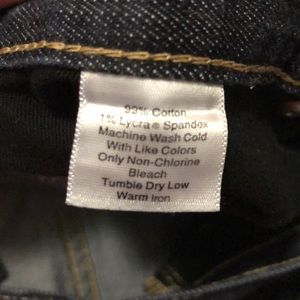 99% Cotton
1% Lycra® Spandex
Machine Wash Cold
With Like Colors
Only Non-Chlorine
Bleach
Tumble Dry Low
Warm Iron